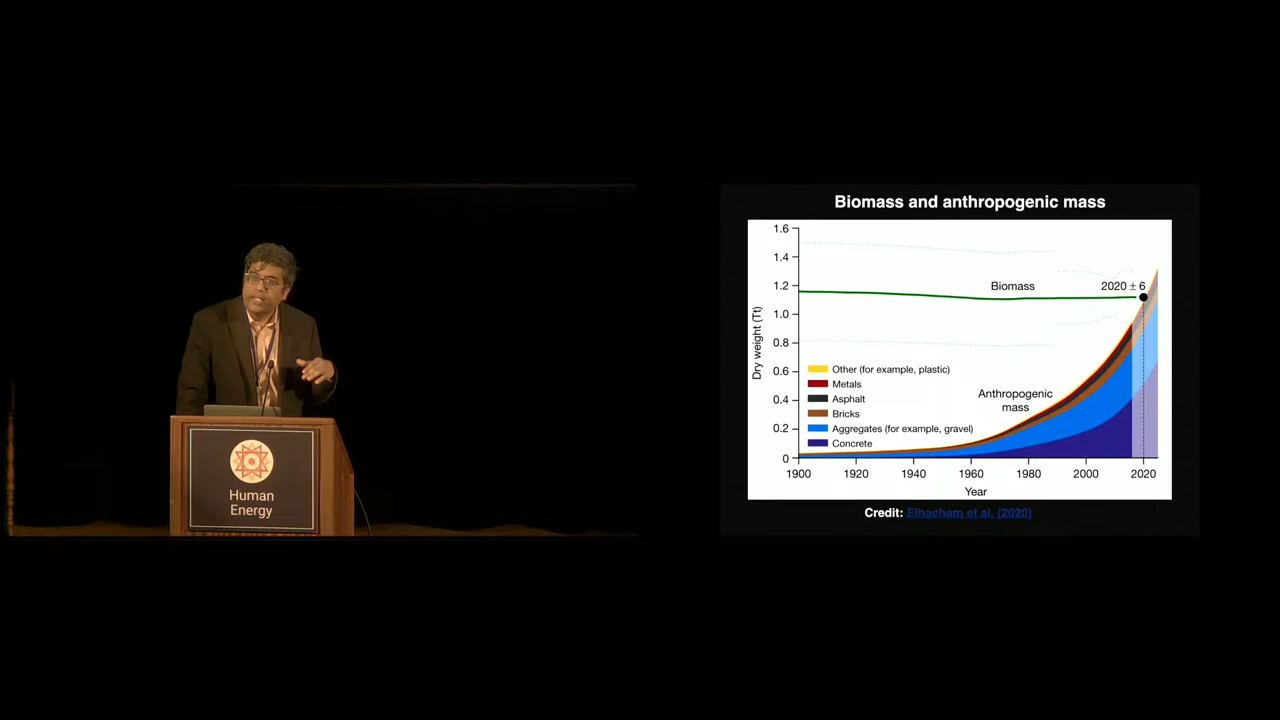 Human
Energy
Biomass and anthropogenic mass
1.6
1.4
1.2
1.0
0.8
0.6
0.4
0.2
0
Dry weight (Tt)
Biomass
2020 ± 6
Other (for example, plastic)
Metals
Asphalt
Bricks
Aggregates (for example, gravel)
Concrete
Anthropogenic
mass
1900 1920 1940 1960 1980 2000 2020
Year
Credit: Elhacham et al. (2020)